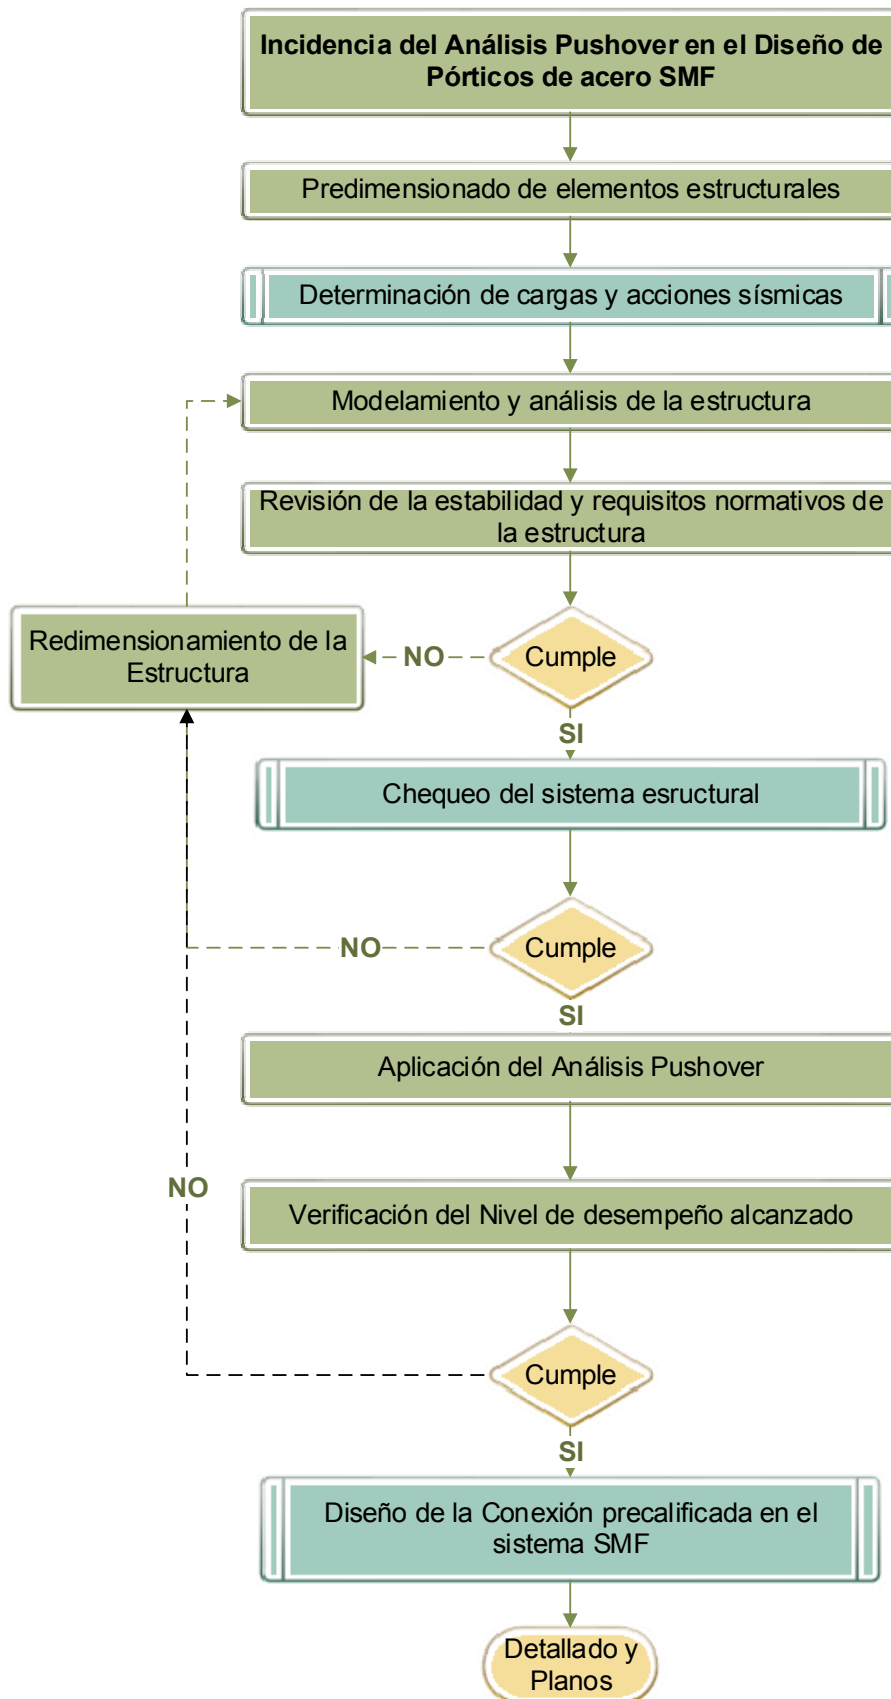 Incidencia del Análisis Pushover en el Diseño de
Pórticos de acero SMF
Predimensionado de elementos estructurales
Determinación de cargas y acciones sísmicas
Modelamiento y análisis de la estructura
Revisión de la estabilidad y requisitos normativos de
la estructura
Redimensionamiento de la
Estructura
NO
Cumple
SI
Chequeo del sistema esructural
NO
Cumple
SI
Aplicación del Análisis Pushover
NO
Verificación del Nivel de desempeño alcanzado
Cumple
SI
Diseño de la Conexión precalificada en el
sistema SMF
Detallado y
Planos